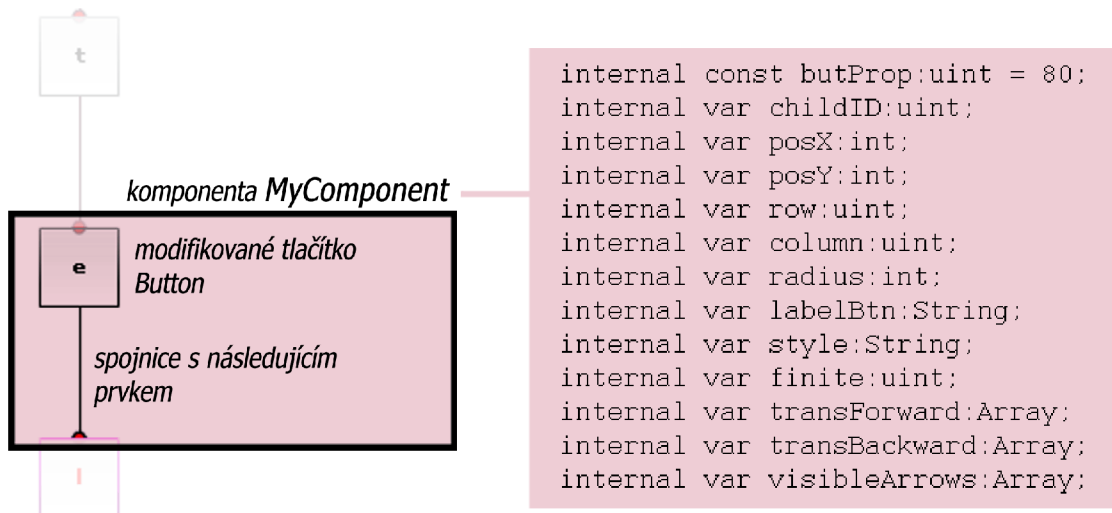 t
komponenta MyComponent
e
modifikované tlačítko
Button
spojnice s následujícím
prvkem
l
internal const butProp:uint = 80;
internal var childID:uint;
internal var posX:int;
internal var posY:int;
internal var row:uint;
internal var column:uint;
internal var radius:int;
internal var labelBtn:String;
internal var style:String;
internal var finite:uint;
internal var transForward:Array;
internal var transBackward:Array;
internal var visibleArrows:Array;